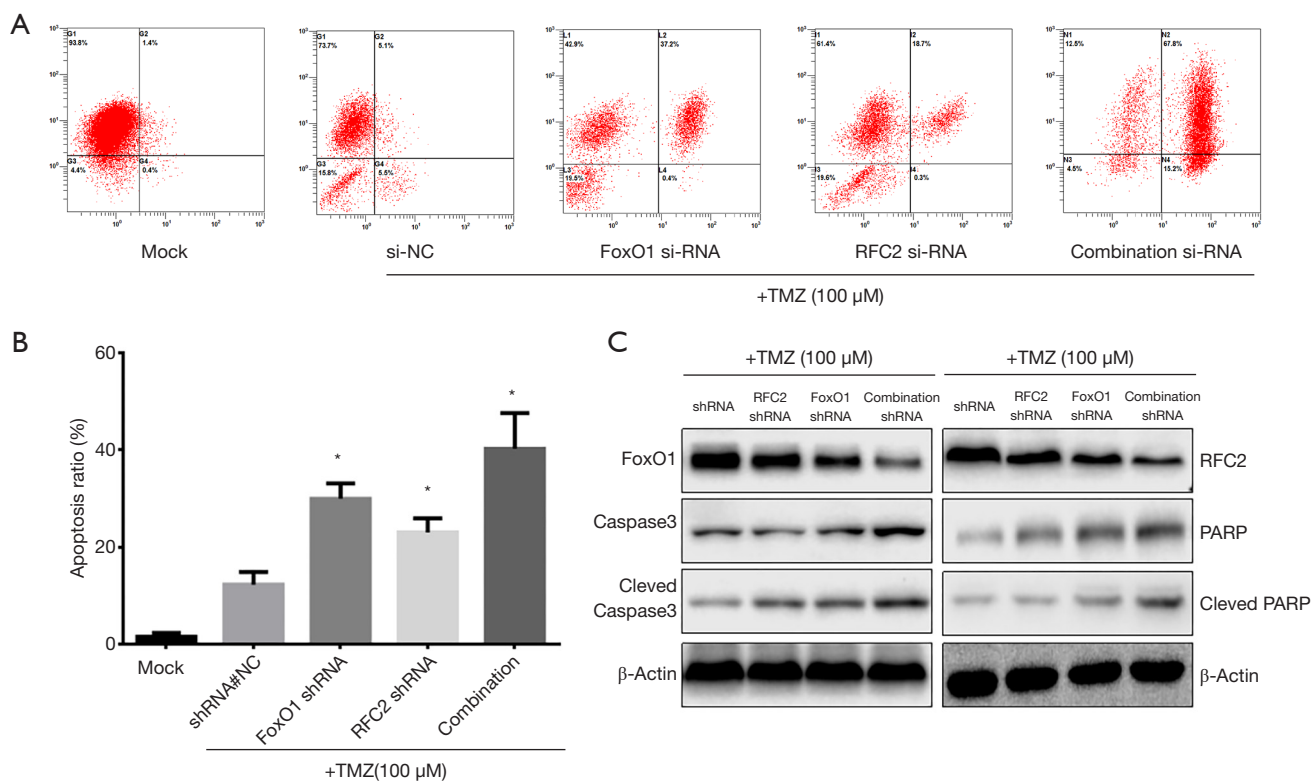 A
G1
93.8%
G2
1.4%
G3
4.4%
G4
0.4%
Mock
G1
73.7%
G2
5.1%
G3
15.8%
G4
5.5%
si-NC
L1
42.9%
L2
37.2%
L3
19.5%
L4
0.4%
FoxO1 si-RNA
I1
61.4%
I2
18.7%
I3
19.6%
I4
0.3%
RFC2 si-RNA
N1
12.5%
N2
67.8%
N3
4.5%
N4
15.2%
Combination si-RNA
+TMZ (100 μM)
B
Apoptosis ratio (%)
60
40
20
0
*
*
*
Mock
shRNA#NC
FoxO1 shRNA
RFC2 shRNA
Combination
+TMZ(100 μM)
C
+TMZ (100 μM)
shRNA
RFC2
shRNA
FoxO1
shRNA
Combination
shRNA
FoxO1
Caspase3
Cleved
Caspase3
β-Actin
+TMZ (100 μM)
shRNA
RFC2
shRNA
FoxO1
shRNA
Combination
shRNA
RFC2
PARP
Cleved PARP
β-Actin